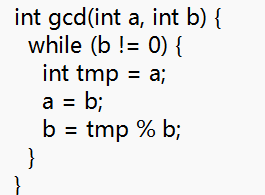 int gcd(int a, int b) {
  while (b != 0) {
    int tmp = a;
    a = b;
    b = tmp % b;
  }
}